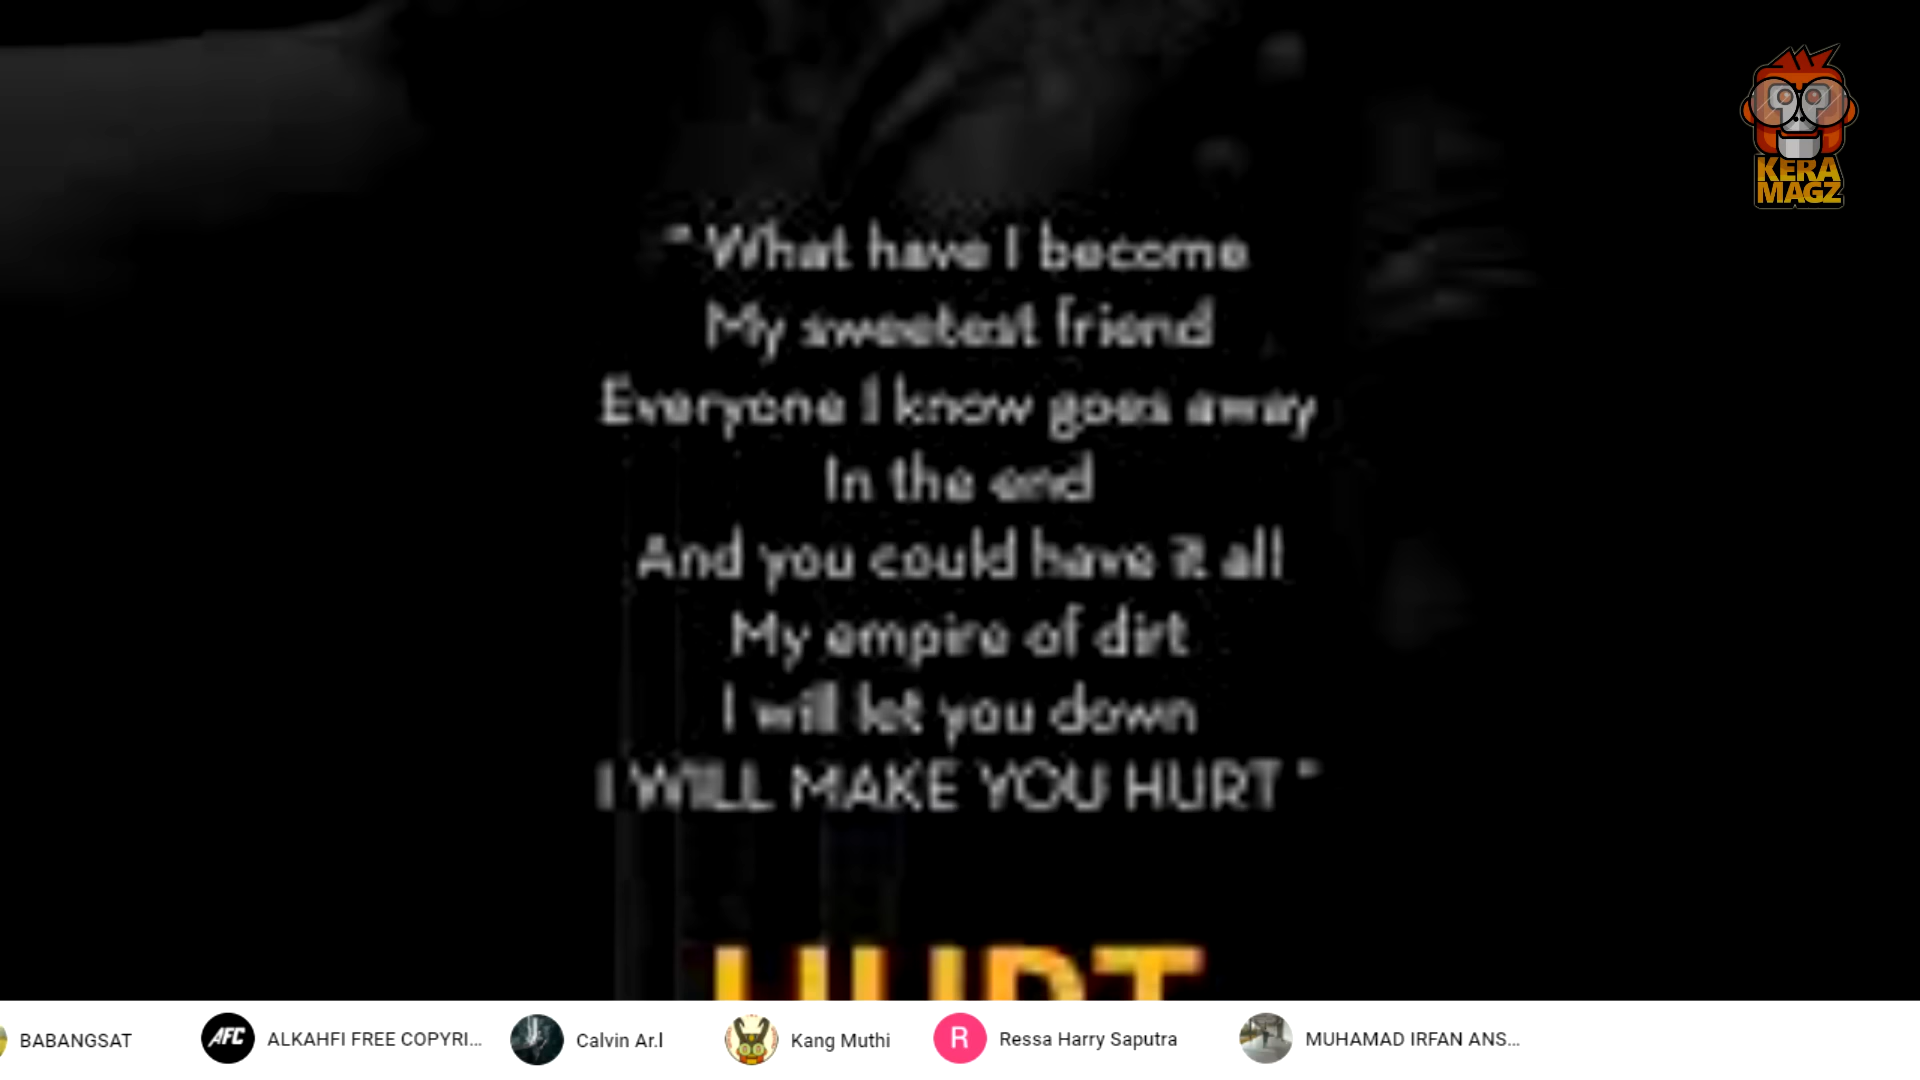 KERA
MAGZ
" What have I become
My sweetest friend
Everyone I know goes away
In the end
And you could have it all
My empire of dirt
I will let you down
I WILL MAKE YOU HURT "
HURT
BABANGSAT
AFC
ALKAHFI FREE COPYRI...
Calvin Ar.l
Kang Muthi
R
Ressa Harry Saputra
MUHAMAD IRFAN ANS...